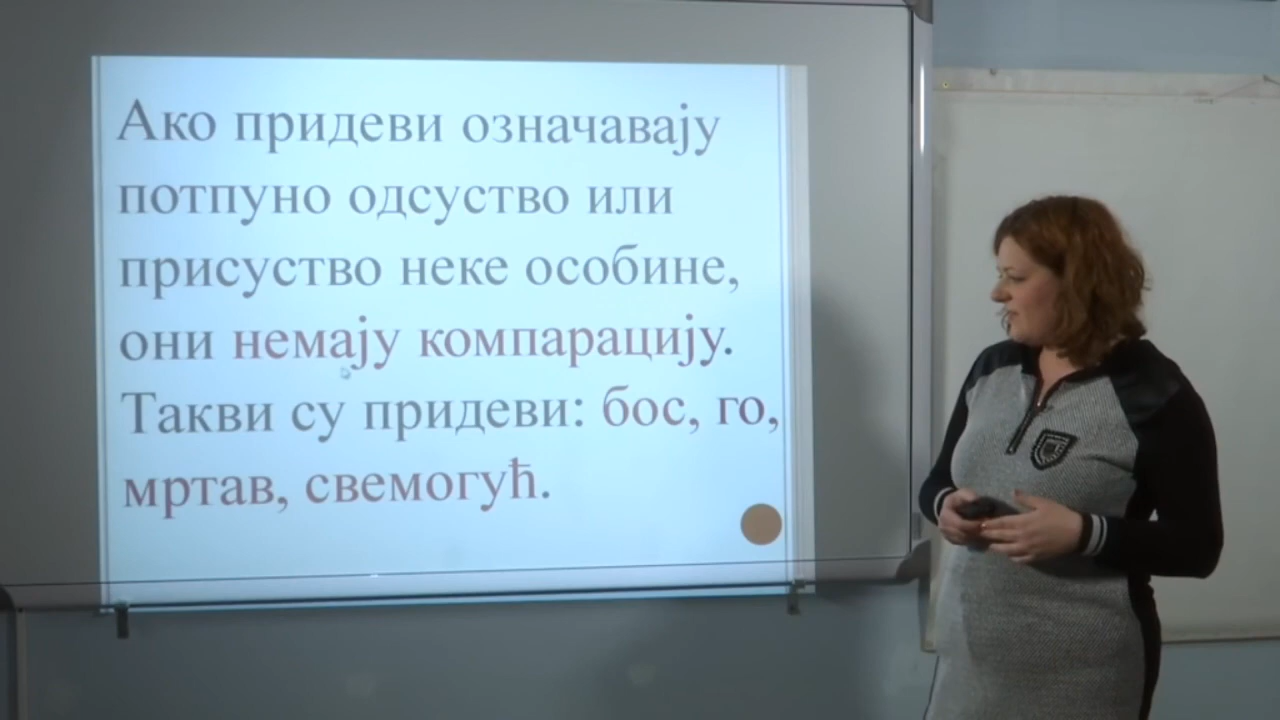 Ако придеви означавају
потпуно одсуство или
присуство неке особине,
они немају компарацију.
Такви су придеви: бос, го,
мртав, свемогућ.